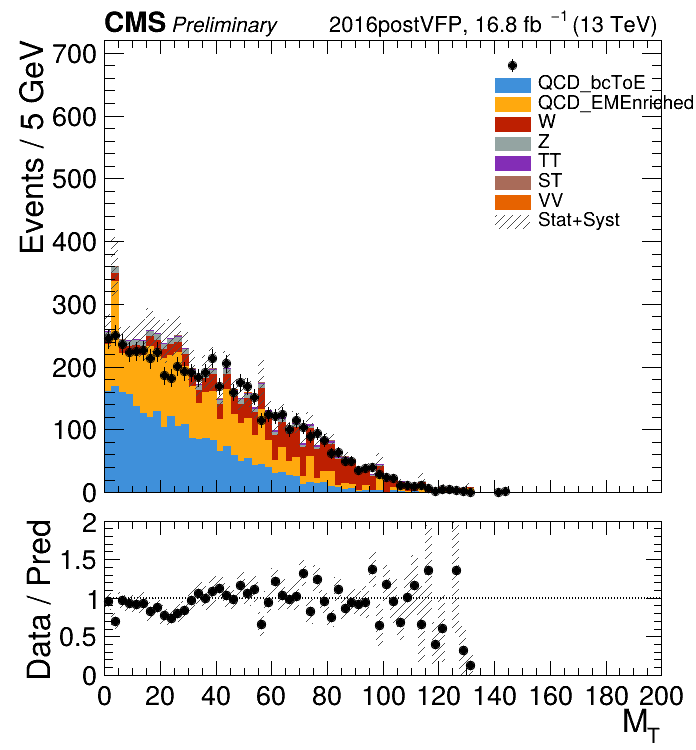 CMS Preliminary 2016postVFP, 16.8 fb⁻¹ (13 TeV)
Events / 5 GeV
700
600
500
400
300
200
100
0
QCD_bcToE
QCD_EMEnriehed
W
Z
TT
ST
VV
Stat+Syst
Data / Pred
2
1.5
1
0.5
0
0 20 40 60 80 100 120 140 160 180 200
M_T